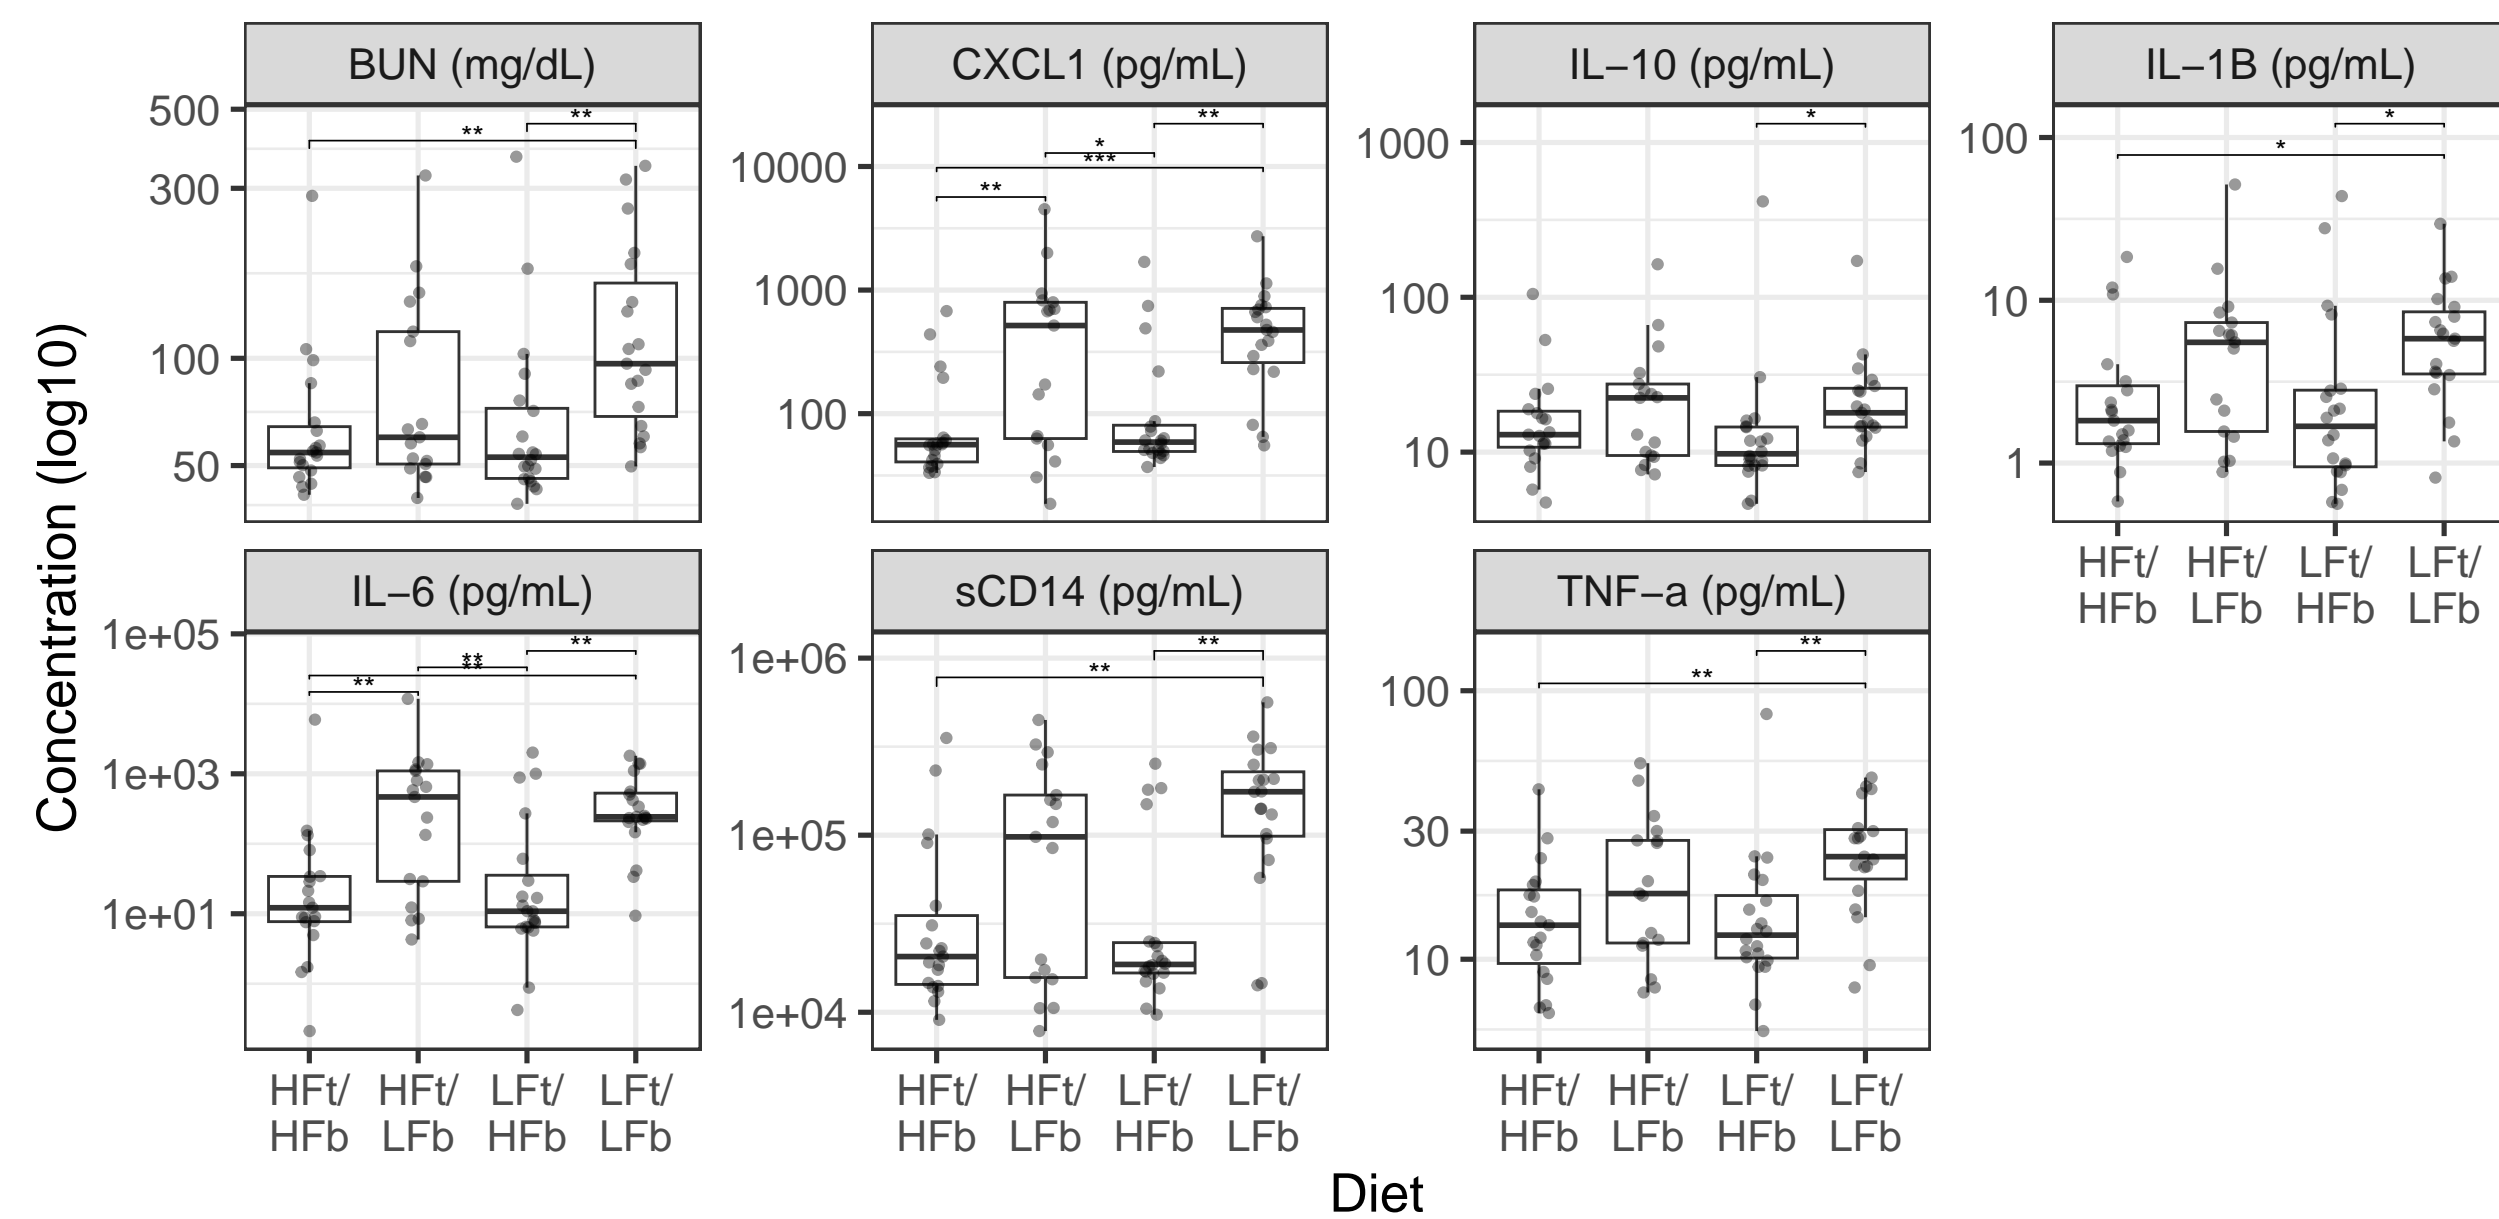 BUN (mg/dL)
CXCL1 (pg/mL)
IL−10 (pg/mL)
IL−1B (pg/mL)
500
300
100
50
**
**
10000
1000
100
**
*
***
**
1000
100
10
*
100
10
1
*
*
HFt/ HFt/ LFt/ LFt/
HFb LFb HFb LFb
Concentration (log10)
IL−6 (pg/mL)
sCD14 (pg/mL)
TNF−a (pg/mL)
1e+05
1e+03
1e+01
**
**
**
**
1e+06
1e+05
1e+04
**
**
100
30
10
**
**
HFt/ HFt/ LFt/ LFt/
HFb LFb HFb LFb
HFt/ HFt/ LFt/ LFt/
HFb LFb HFb LFb
HFt/ HFt/ LFt/ LFt/
HFb LFb HFb LFb
Diet